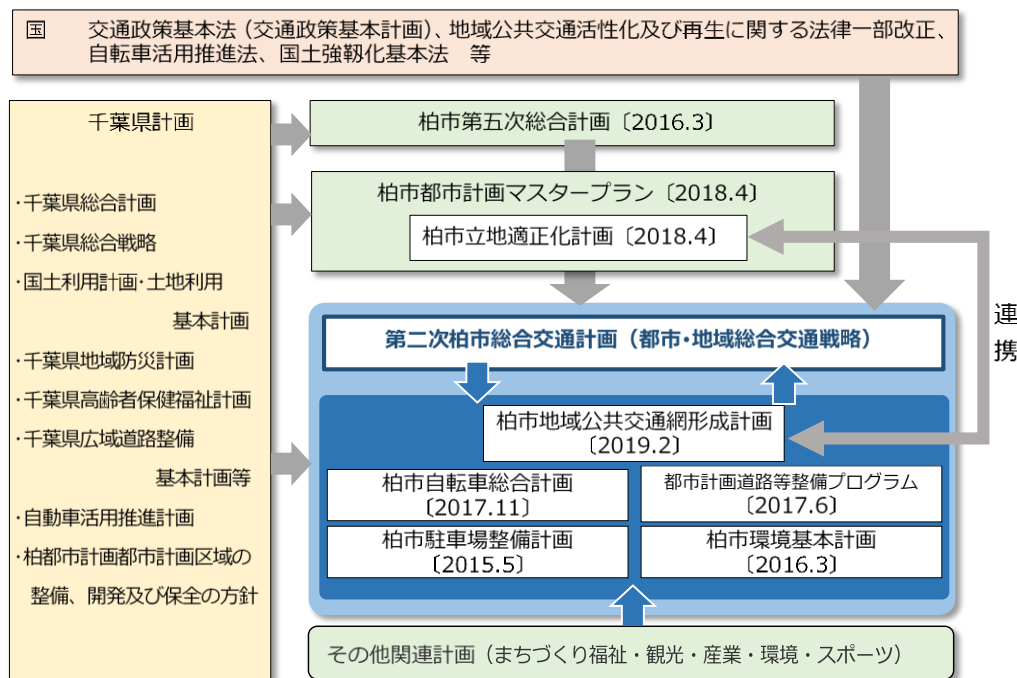 国 交通政策基本法（交通政策基本計画）、地域公共交通活性化及び再生に関する法律一部改正、
自転車活用推進法、国土強靱化基本法　等
千葉県計画
･千葉県総合計画
･千葉県総合戦略
･国土利用計画･土地利用
基本計画
･千葉県地域防災計画
･千葉県高齢者保健福祉計画
･千葉県広域道路整備
基本計画等
･自動車活用推進計画
･柏都市計画都市計画区域の
整備、開発及び保全の方針
柏市第五次総合計画〔2016.3〕
柏市都市計画マスタープラン〔2018.4〕
柏市立地適正化計画〔2018.4〕
第二次柏市総合交通計画（都市･地域総合交通戦略）
柏市地域公共交通網形成計画
〔2019.2〕
柏市自転車総合計画
〔2017.11〕
都市計画道路等整備プログラム
〔2017.6〕
柏市駐車場整備計画
〔2015.5〕
柏市環境基本計画
〔2016.3〕
その他関連計画（まちづくり福祉・観光・産業・環境・スポーツ）
連
携